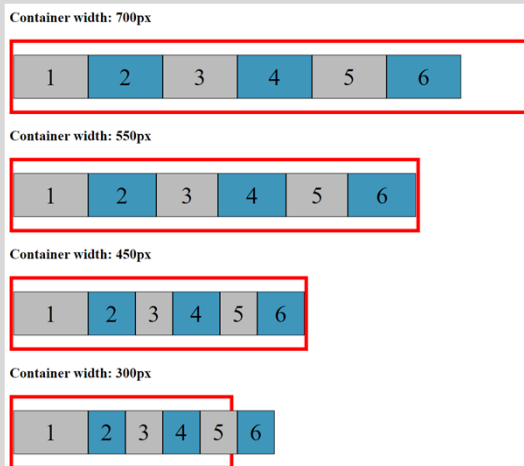 Container width: 700px
1 2 3 4 5 6
Container width: 550px
1 2 3 4 5 6
Container width: 450px
1 2 3 4 5 6
Container width: 300px
1 2 3 4 5 6